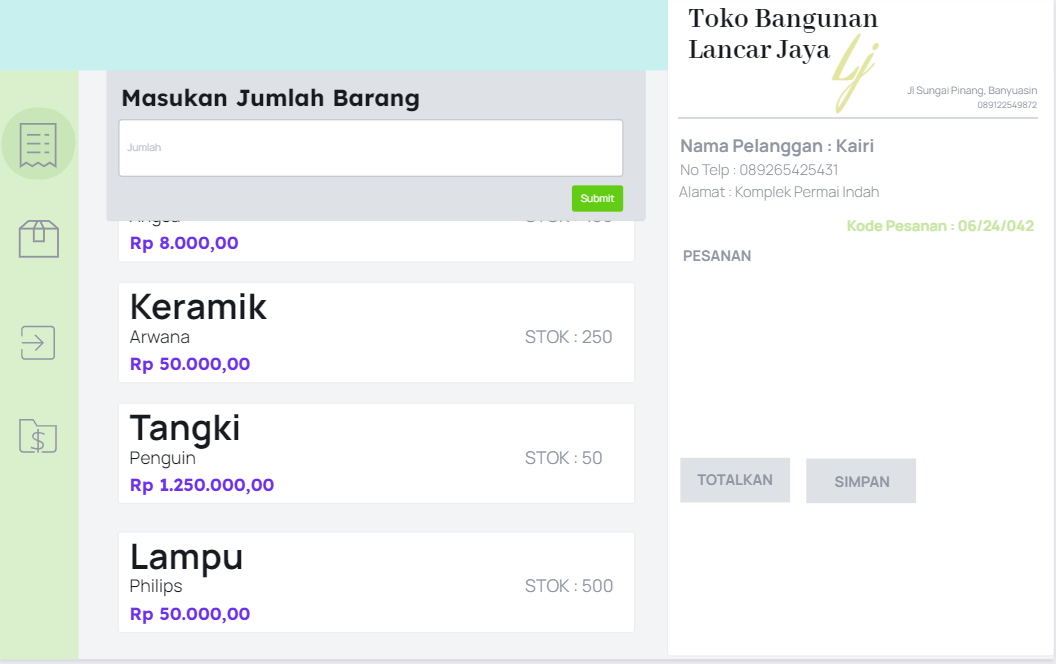 Masukan Jumlah Barang
Jumlah
Submit
Rp 8.000,00
Keramik
Arwana
STOK : 250
Rp 50.000,00
Tangki
Penguin
STOK : 50
Rp 1.250.000,00
Lampu
Philips
STOK : 500
Rp 50.000,00
Toko Bangunan
Lancar Jaya
Lj
Jl Sungai Pinang, Banyuasin
089122549872
Nama Pelanggan : Kairi
No Telp : 089265425431
Alamat : Komplek Permai Indah
Kode Pesanan : 06/24/042
PESANAN
TOTALKAN
SIMPAN